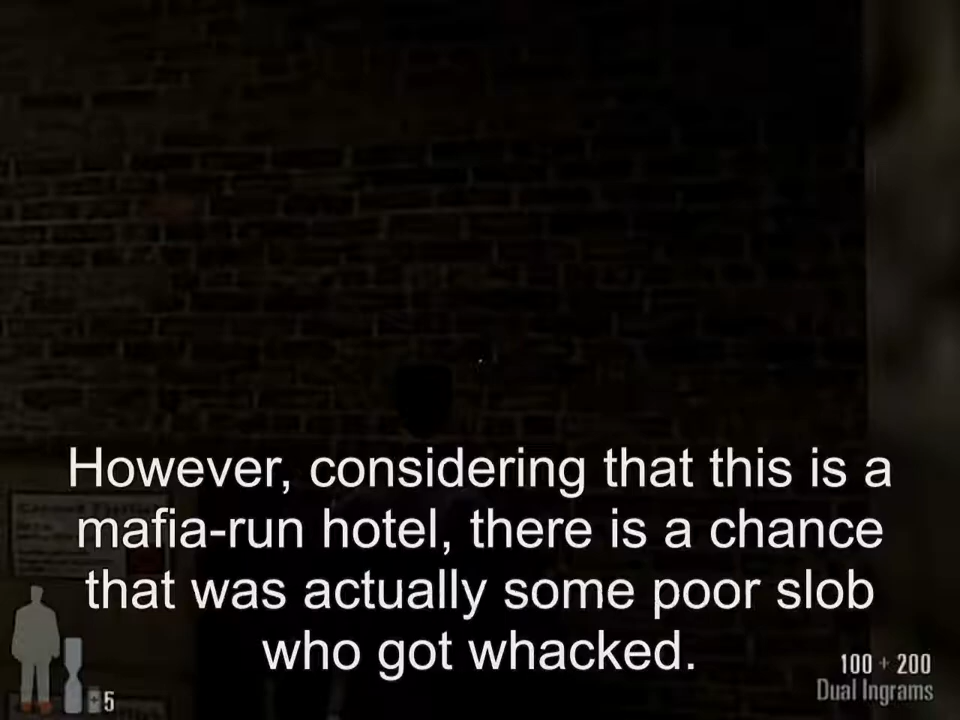 However, considering that this is a
mafia-run hotel, there is a chance
that was actually some poor slob
who got whacked.
100 + 200
Dual Ingrams
+5